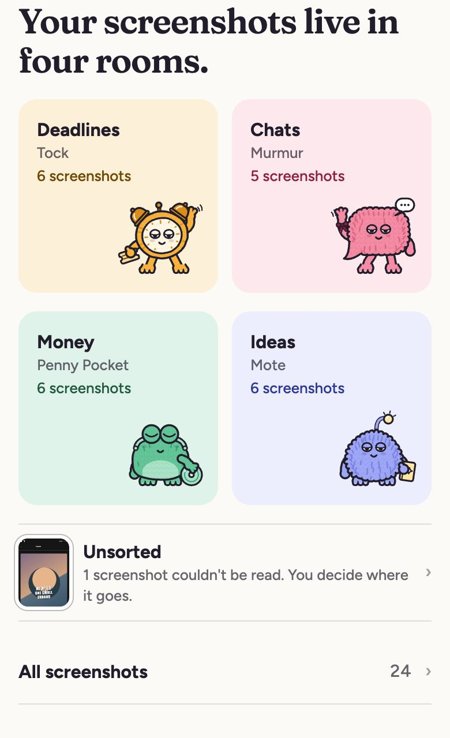 Your screenshots live in
four rooms.
Deadlines
Tock
6 screenshots
Chats
Murmur
5 screenshots
Money
Penny Pocket
6 screenshots
Ideas
Mote
6 screenshots
Unsorted
1 screenshot couldn't be read. You decide where
it goes.
All screenshots
24